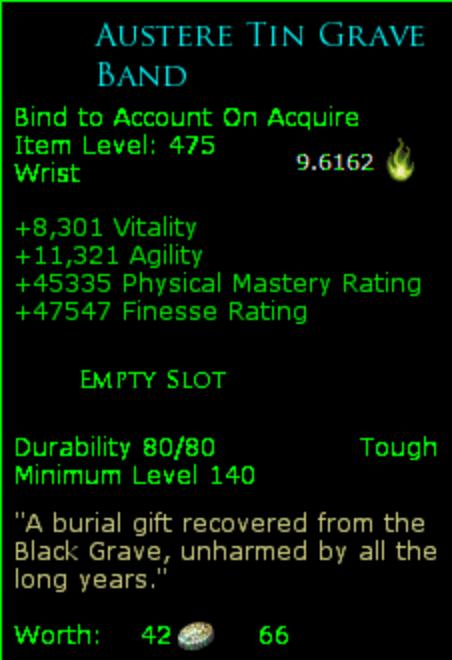 Austere Tin Grave
Band
Bind to Account On Acquire
Item Level: 475
9.6162
Wrist
+8,301 Vitality
+11,321 Agility
+45335 Physical Mastery Rating
+47547 Finesse Rating
Empty Slot
Durability 80/80 Tough
Minimum Level 140
"A burial gift recovered from the
Black Grave, unharmed by all the
long years."
Worth: 42 66